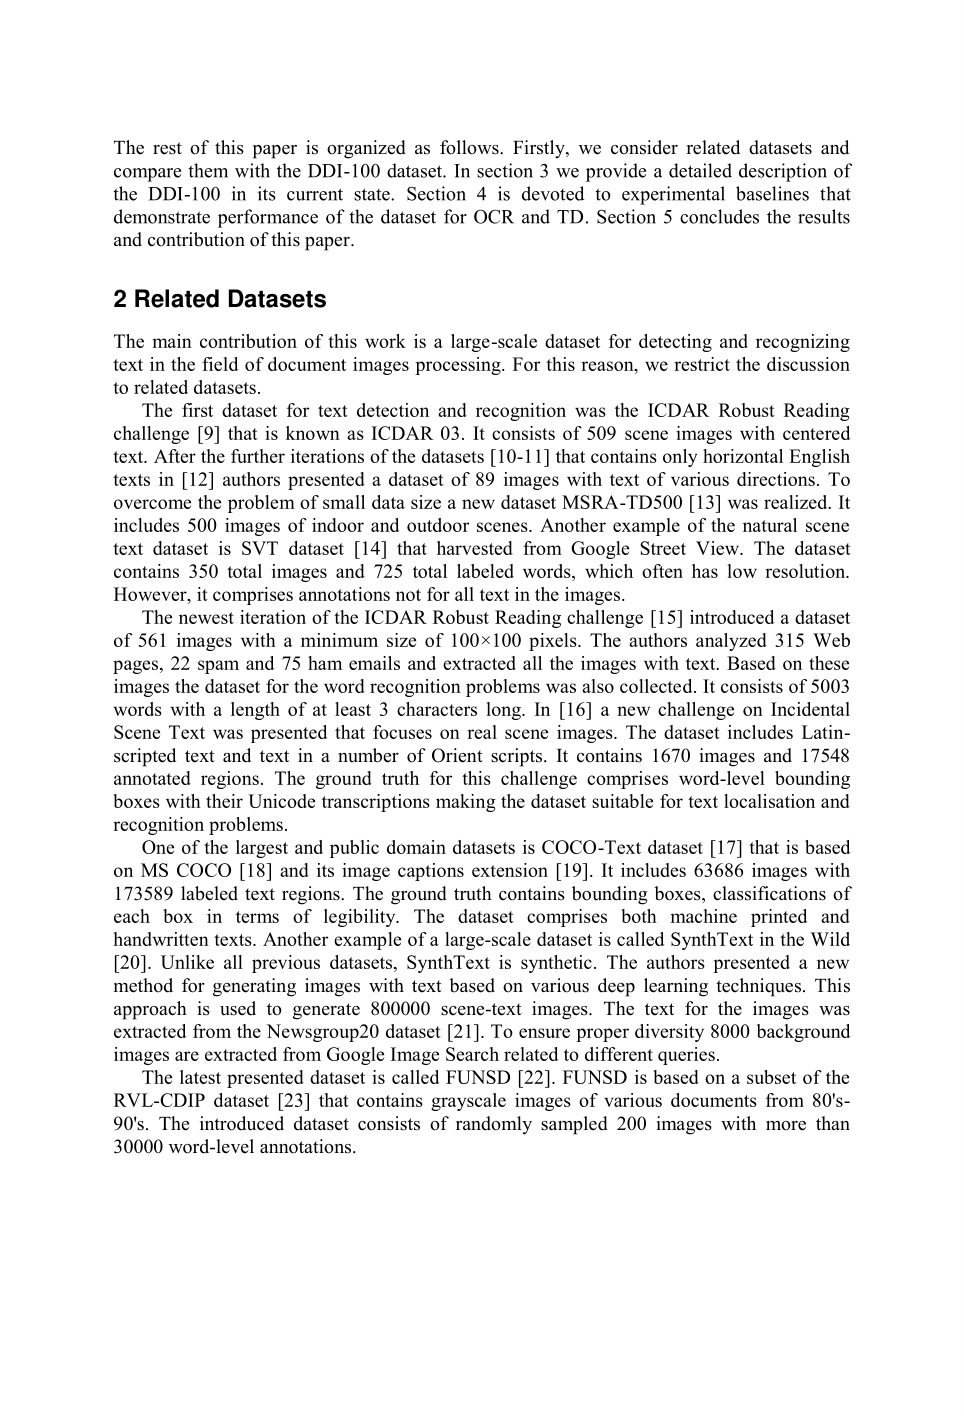 The rest of this paper is organized as follows. Firstly, we consider related datasets and
compare them with the DDI-100 dataset. In section 3 we provide a detailed description of
the DDI-100 in its current state. Section 4 is devoted to experimental baselines that
demonstrate performance of the dataset for OCR and TD. Section 5 concludes the results
and contribution of this paper.
2 Related Datasets
The main contribution of this work is a large-scale dataset for detecting and recognizing
text in the field of document images processing. For this reason, we restrict the discussion
to related datasets.
The first dataset for text detection and recognition was the ICDAR Robust Reading
challenge [9] that is known as ICDAR 03. It consists of 509 scene images with centered
text. After the further iterations of the datasets [10-11] that contains only horizontal English
texts in [12] authors presented a dataset of 89 images with text of various directions. To
overcome the problem of small data size a new dataset MSRA-TD500 [13] was realized. It
includes 500 images of indoor and outdoor scenes. Another example of the natural scene
text dataset is SVT dataset [14] that harvested from Google Street View. The dataset
contains 350 total images and 725 total labeled words, which often has low resolution.
However, it comprises annotations not for all text in the images.
The newest iteration of the ICDAR Robust Reading challenge [15] introduced a dataset
of 561 images with a minimum size of 100×100 pixels. The authors analyzed 315 Web
pages, 22 spam and 75 ham emails and extracted all the images with text. Based on these
images the dataset for the word recognition problems was also collected. It consists of 5003
words with a length of at least 3 characters long. In [16] a new challenge on Incidental
Scene Text was presented that focuses on real scene images. The dataset includes Latin-
scripted text and text in a number of Orient scripts. It contains 1670 images and 17548
annotated regions. The ground truth for this challenge comprises word-level bounding
boxes with their Unicode transcriptions making the dataset suitable for text localisation and
recognition problems.
One of the largest and public domain datasets is COCO-Text dataset [17] that is based
on MS COCO [18] and its image captions extension [19]. It includes 63686 images with
173589 labeled text regions. The ground truth contains bounding boxes, classifications of
each box in terms of legibility. The dataset comprises both machine printed and
handwritten texts. Another example of a large-scale dataset is called SynthText in the Wild
[20]. Unlike all previous datasets, SynthText is synthetic. The authors presented a new
method for generating images with text based on various deep learning techniques. This
approach is used to generate 800000 scene-text images. The text for the images was
extracted from the Newsgroup20 dataset [21]. To ensure proper diversity 8000 background
images are extracted from Google Image Search related to different queries.
The latest presented dataset is called FUNSD [22]. FUNSD is based on a subset of the
RVL-CDIP dataset [23] that contains grayscale images of various documents from 80's-
90's. The introduced dataset consists of randomly sampled 200 images with more than
30000 word-level annotations.